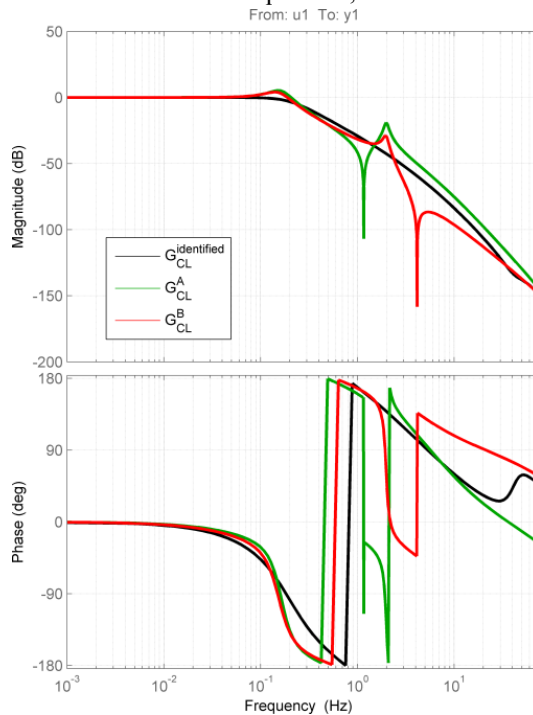 From: u1 To: y1
50
0
-50
-100
-150
-200
Magnitude (dB)
G_CL^identified
G_CL^A
G_CL^B
180
90
0
-90
-180
Phase (deg)
10^-3 10^-2 10^-1 10^0 10^1
Frequency (Hz)